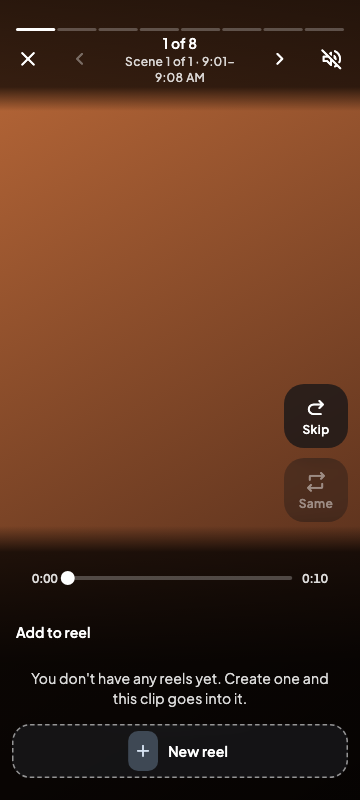 1 of 8
Scene 1 of 1 · 9:01–
9:08 AM
Skip
Same
0:00
0:10
Add to reel
You don't have any reels yet. Create one and
this clip goes into it.
New reel